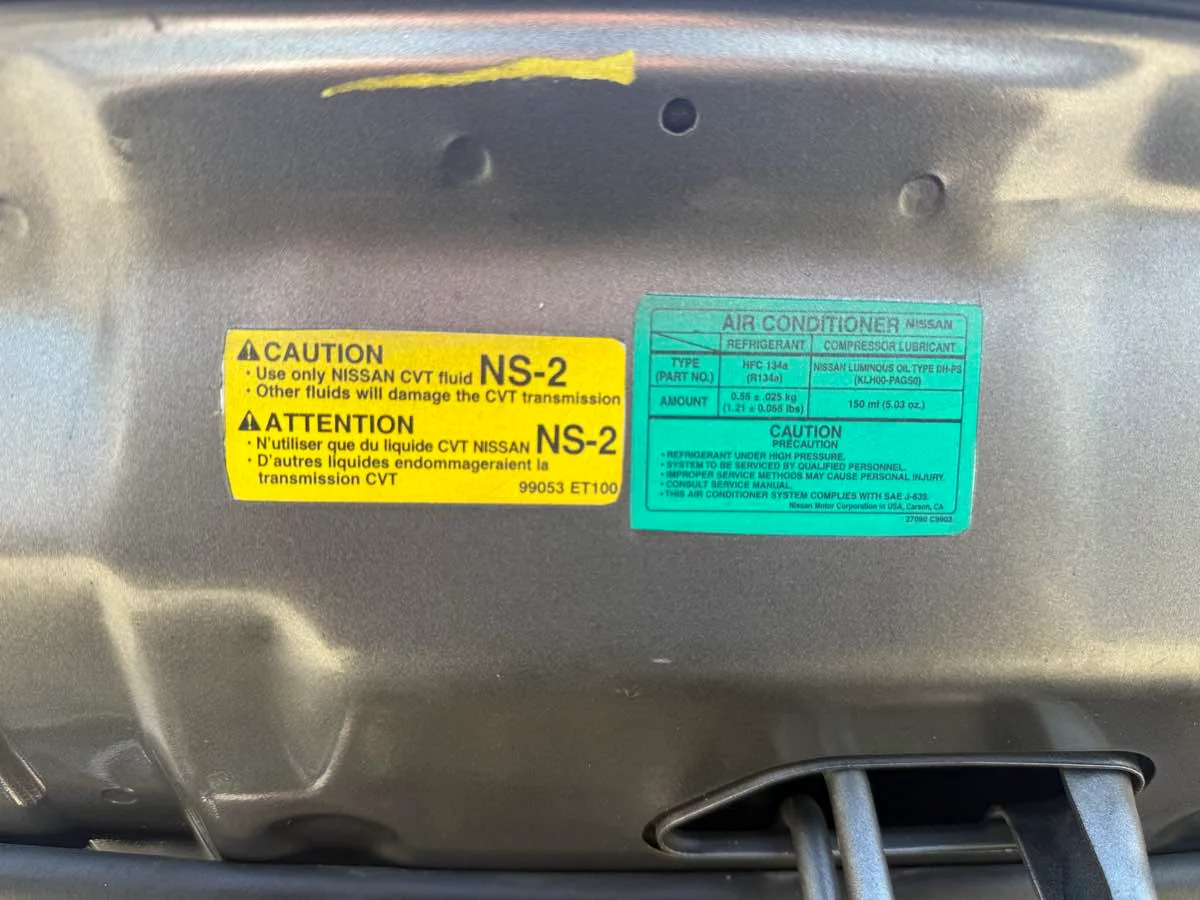 CAUTION
· Use only NISSAN CVT fluid NS-2
· Other fluids will damage the CVT transmission
ATTENTION
· N'utiliser que du liquide CVT NISSAN NS-2
· D'autres liquides endommageraient la
transmission CVT
99053 ET100
AIR CONDITIONER NISSAN
REFRIGERANT COMPRESSOR LUBRICANT
TYPE
(PART NO.)
HFC 134a
(R134a)
NISSAN LUMINOUS OIL TYPE DH-PS
(KLH00-PAGS0)
AMOUNT
0.55 ± .025 kg
(1.21 ± 0.055 lbs)
150 ml (5.03 oz.)
CAUTION
PRECAUTION
• REFRIGERANT UNDER HIGH PRESSURE.
• SYSTEM TO BE SERVICED BY QUALIFIED PERSONNEL.
• IMPROPER SERVICE METHODS MAY CAUSE PERSONAL INJURY.
• CONSULT SERVICE MANUAL.
• THIS AIR CONDITIONER SYSTEM COMPLIES WITH SAE J-639.
Nissan Motor Corporation in USA, Carson, CA
27090 C9903